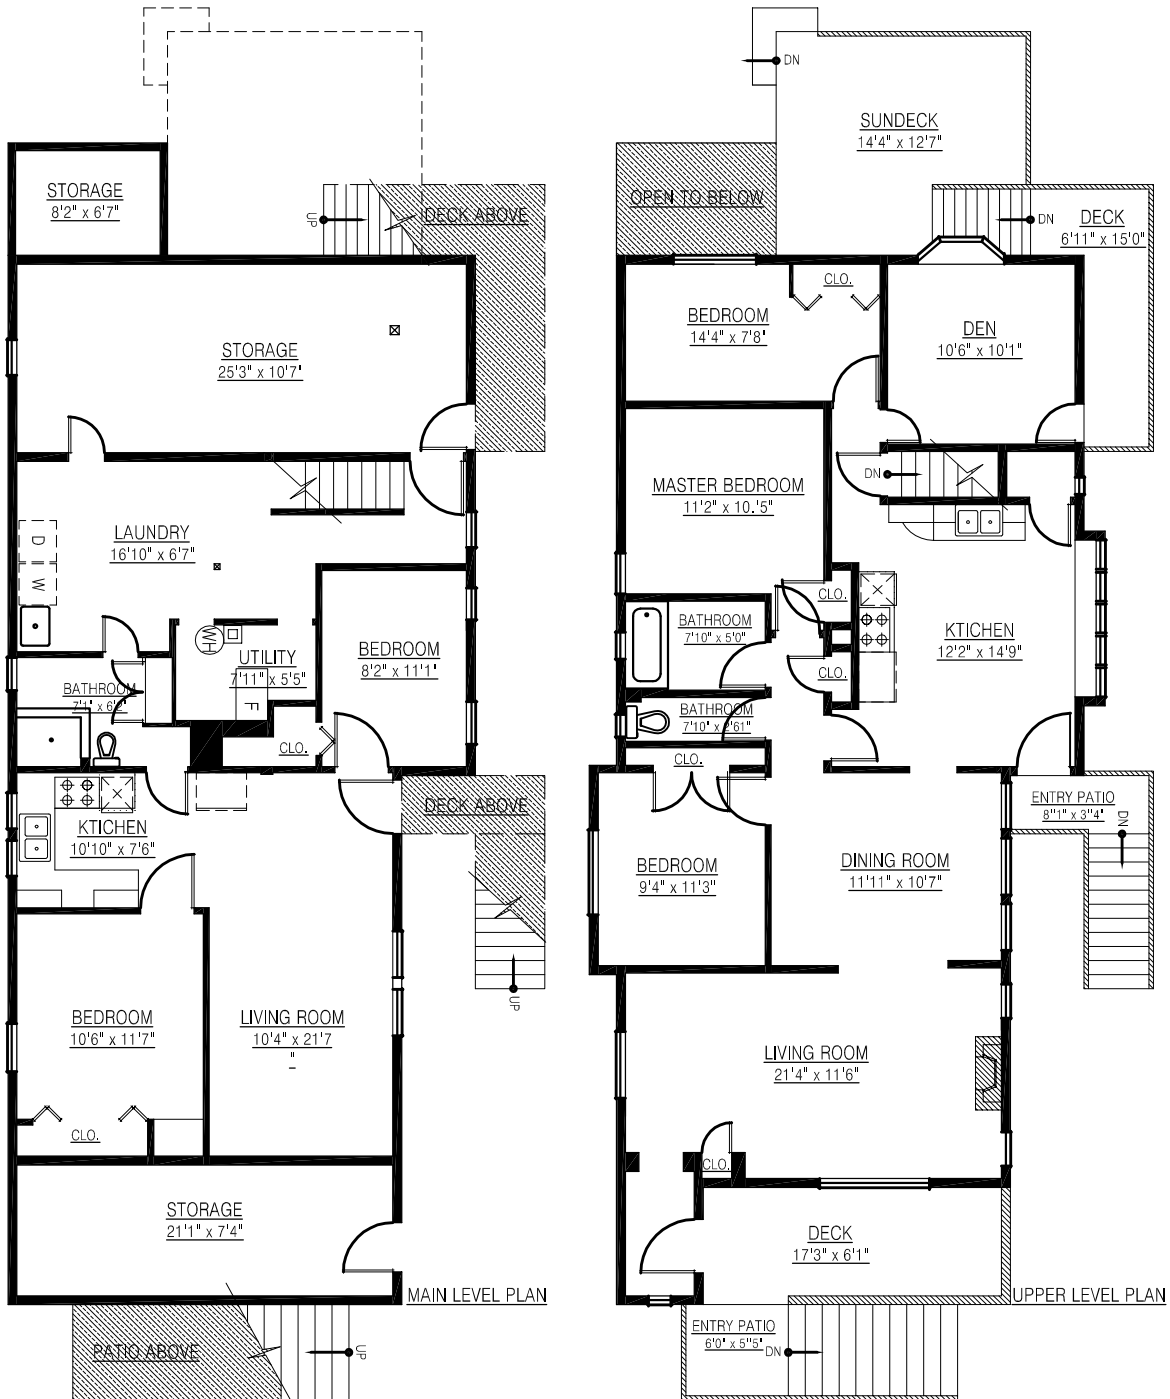 STORAGE
8'2" x 6'7"
UP
DECK ABOVE
STORAGE
25'3" x 10'7"
LAUNDRY
16'10" x 6'7"
D
W
WH
UTILITY
7'11" x 5'5"
F
BEDROOM
8'2" x 11'1"
BATHROOM
CLO.
KTICHEN
10'10" x 7'6"
DECK ABOVE
UP
BEDROOM
10'6" x 11'7"
LIVING ROOM
10'4" x 21'7
"
CLO.
STORAGE
21'1" x 7'4"
MAIN LEVEL PLAN
PATIO ABOVE
UP
DN
SUNDECK
14'4" x 12'7"
OPEN TO BELOW
DN
DECK
6'11" x 15'0"
CLO.
BEDROOM
14'4" x 7'8"
DEN
10'6" x 10'1"
DN
MASTER BEDROOM
11'2" x 10.'5"
CLO.
BATHROOM
7'10" x 5'0"
KTICHEN
12'2" x 14'9"
CLO.
BATHROOM
7'10" x 2'61"
CLO.
ENTRY PATIO
8'1" x 3'4"
DN
BEDROOM
9'4" x 11'3"
DINING ROOM
11'11" x 10'7"
LIVING ROOM
21'4" x 11'6"
CLO.
DECK
17'3" x 6'1"
UPPER LEVEL PLAN
ENTRY PATIO
6'0" x 5'5"
DN